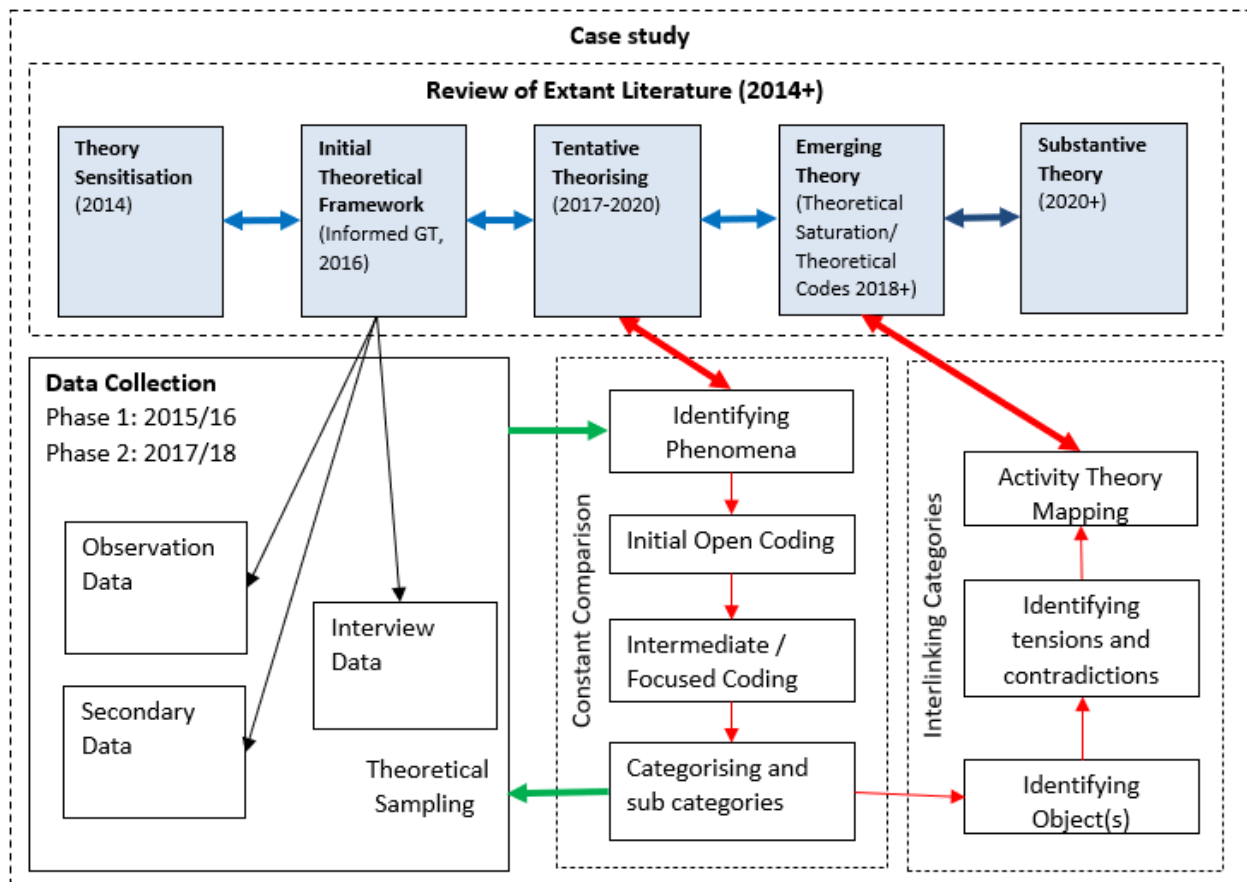 Case study
Review of Extant Literature (2014+)
Theory
Sensitisation
(2014)
Initial
Theoretical
Framework
(Informed GT,
2016)
Tentative
Theorising
(2017-2020)
Emerging
Theory
(Theoretical
Saturation/
Theoretical
Codes 2018+)
Substantive
Theory
(2020+)
Data Collection
Phase 1: 2015/16
Phase 2: 2017/18
Observation
Data
Secondary
Data
Interview
Data
Theoretical
Sampling
Constant Comparison
Identifying
Phenomena
Initial Open Coding
Intermediate /
Focused Coding
Categorising and
sub categories
Interlinking Categories
Activity Theory
Mapping
Identifying
tensions and
contradictions
Identifying
Object(s)